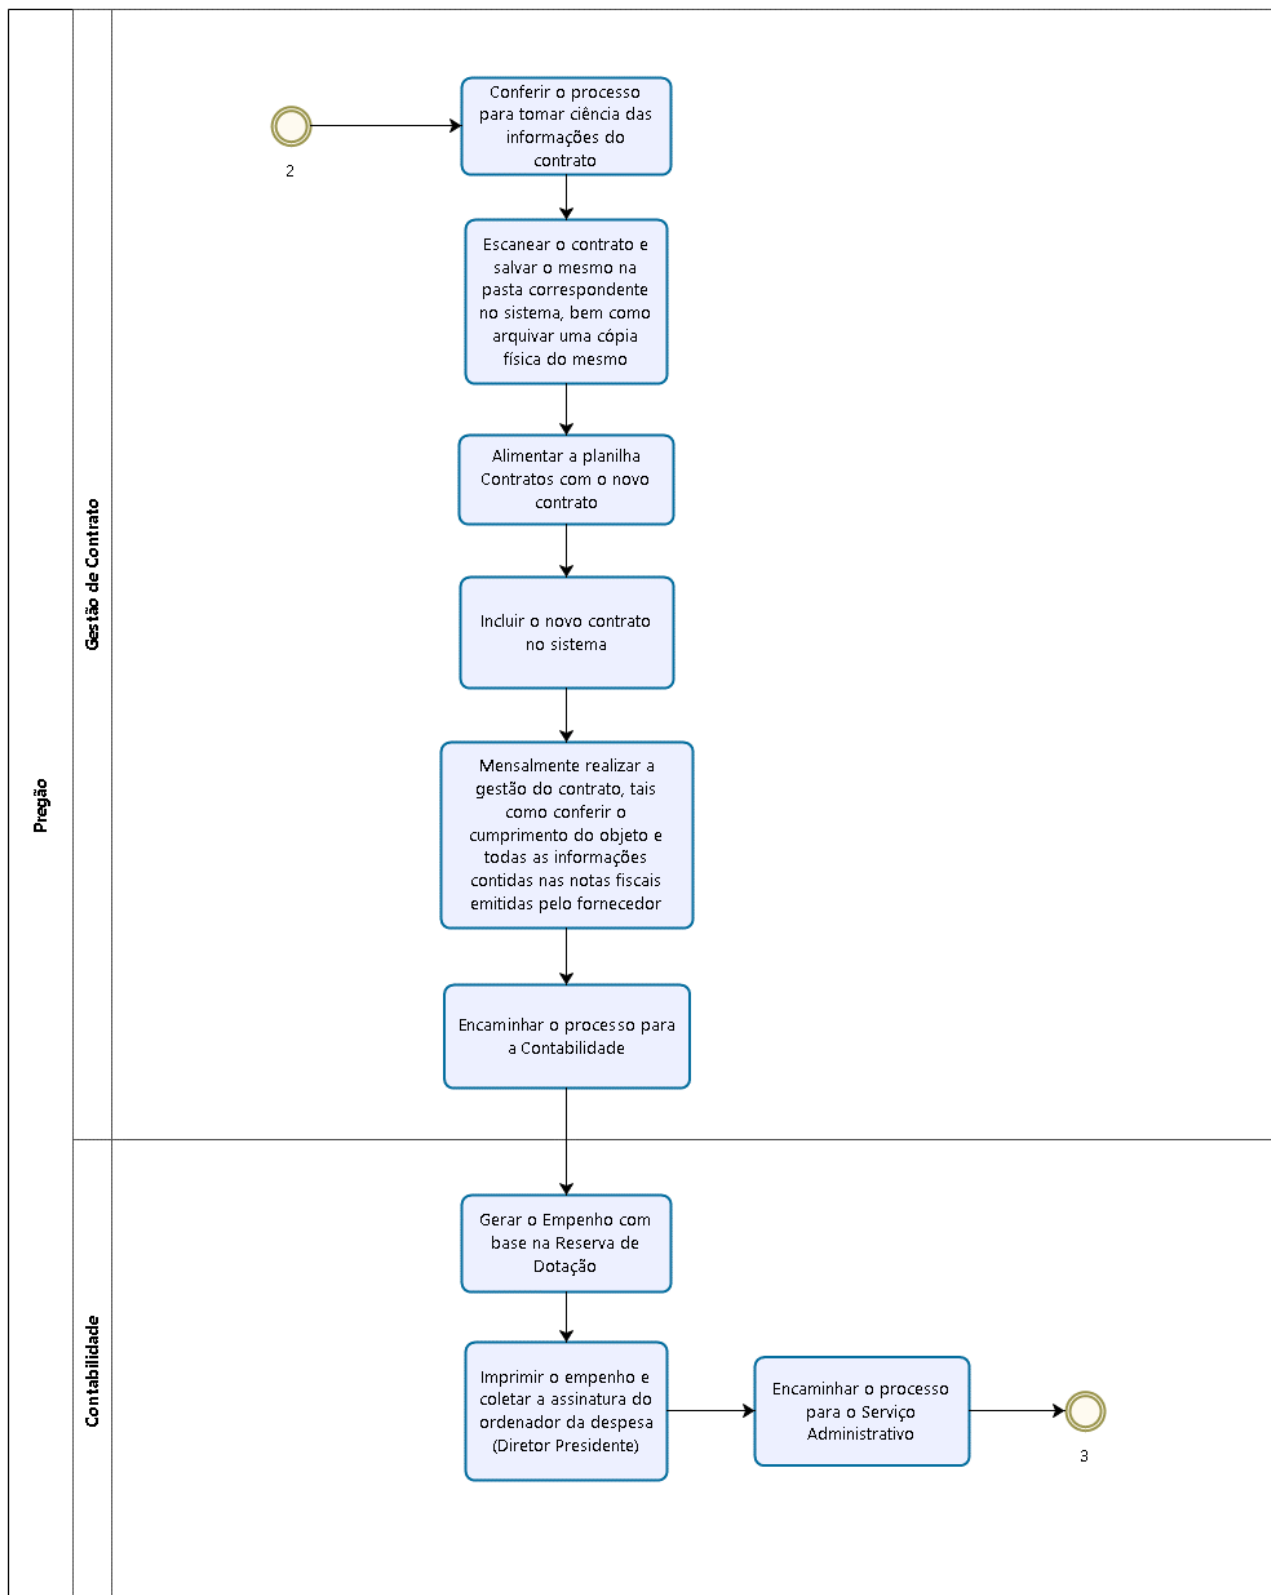 Pregão
Gestão de Contrato
2
Conferir o processo
para tomar ciência das
informações do
contrato
Escanear o contrato e
salvar o mesmo na
pasta correspondente
no sistema, bem como
arquivar uma cópia
física do mesmo
Alimentar a planilha
Contratos com o novo
contrato
Incluir o novo contrato
no sistema
Mensalmente realizar a
gestão do contrato, tais
como conferir o
cumprimento do objeto e
todas as informações
contidas nas notas fiscais
emitidas pelo fornecedor
Encaminhar o processo para
a Contabilidade
Contabilidade
Gerar o Empenho com
base na Reserva de
Dotação
Imprimir o empenho e
coletar a assinatura do
ordenador da despesa
(Diretor Presidente)
Encaminhar o processo
para o Serviço
Administrativo
3